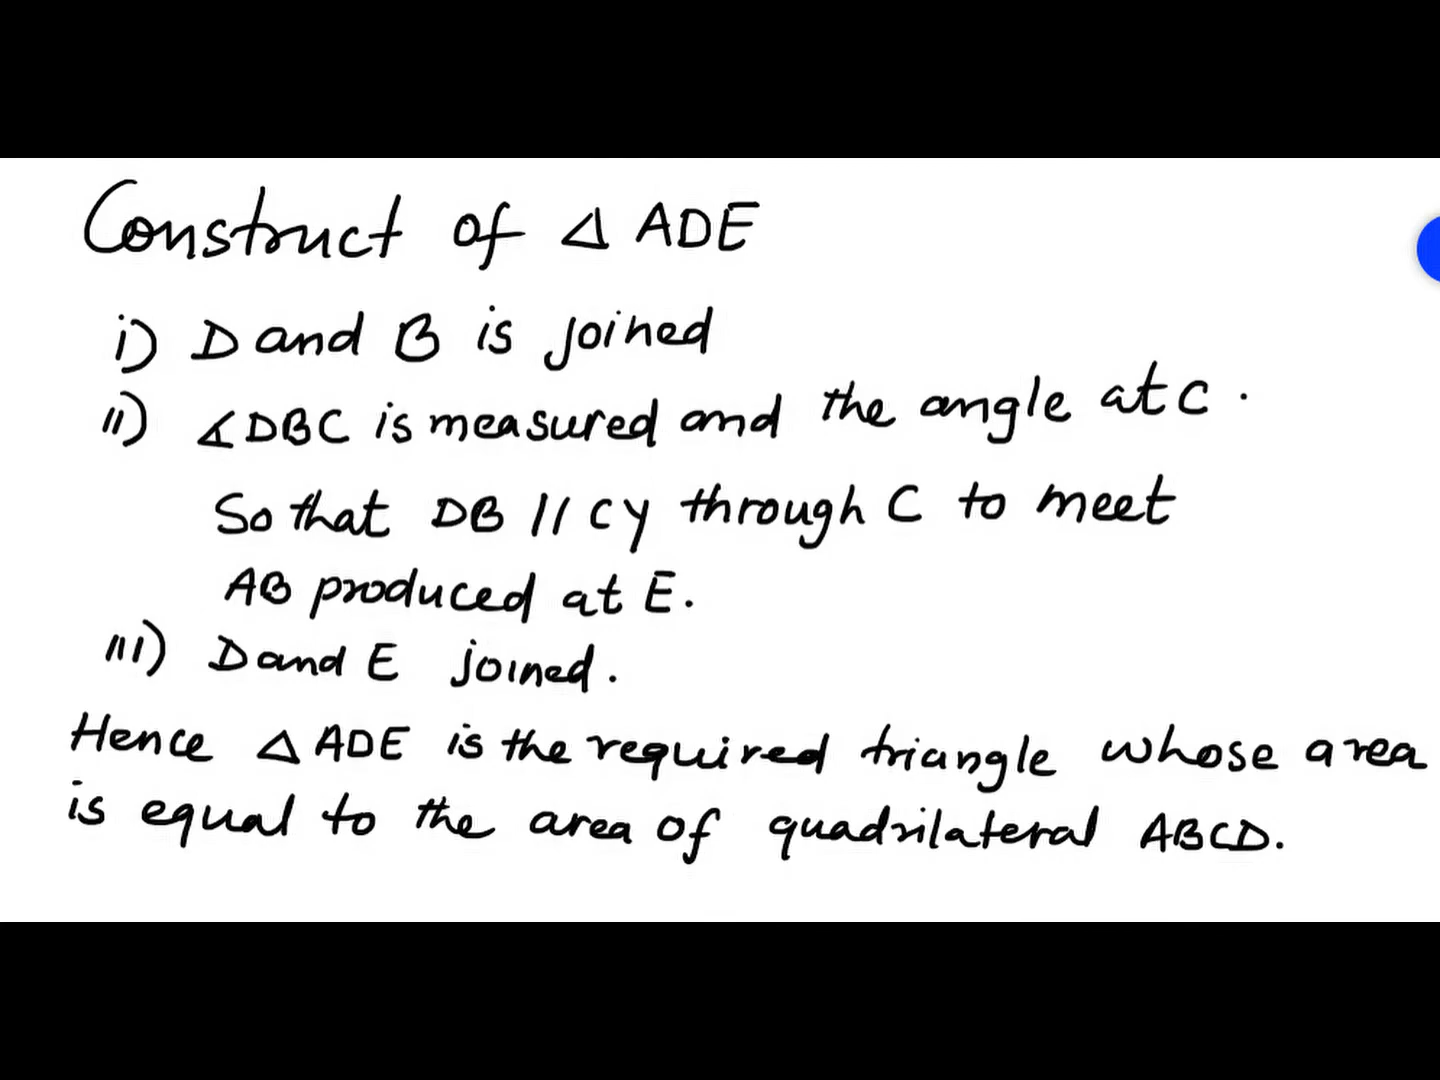 Construct of △ ADE
i) D and B is joined
ii) ∡DBC is measured and the angle at C.
So that DB // CY through C to meet
AB produced at E.
iii) D and E joined.
Hence △ ADE is the required triangle whose area
is equal to the area of quadrilateral ABCD.